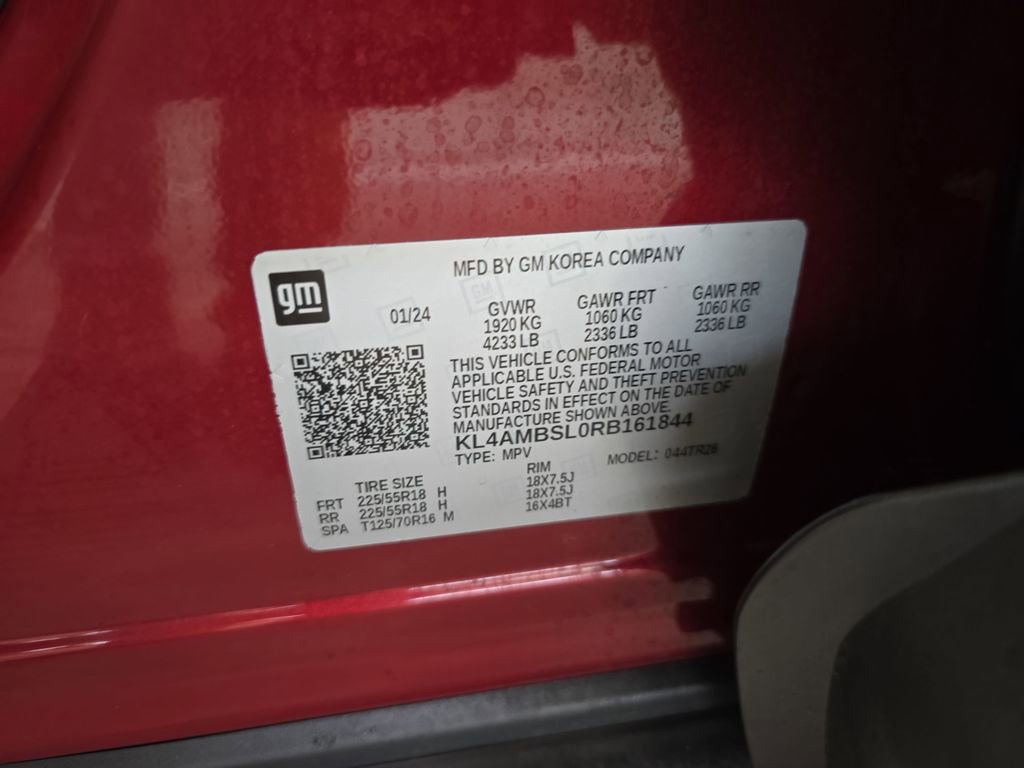 gm
MFD BY GM KOREA COMPANY
01/24
GVWR
1920 KG
4233 LB
GAWR FRT
1060 KG
2336 LB
GAWR RR
1060 KG
2336 LB
THIS VEHICLE CONFORMS TO ALL
APPLICABLE U.S. FEDERAL MOTOR
VEHICLE SAFETY AND THEFT PREVENTION
STANDARDS IN EFFECT ON THE DATE OF
MANUFACTURE SHOWN ABOVE.
KL4AMBSL0RB161844
TYPE: MPV MODEL: 044TR26
TIRE SIZE RIM
FRT 225/55R18 H 18X7.5J
RR 225/55R18 H 18X7.5J
SPA T125/70R16 M 16X4BT